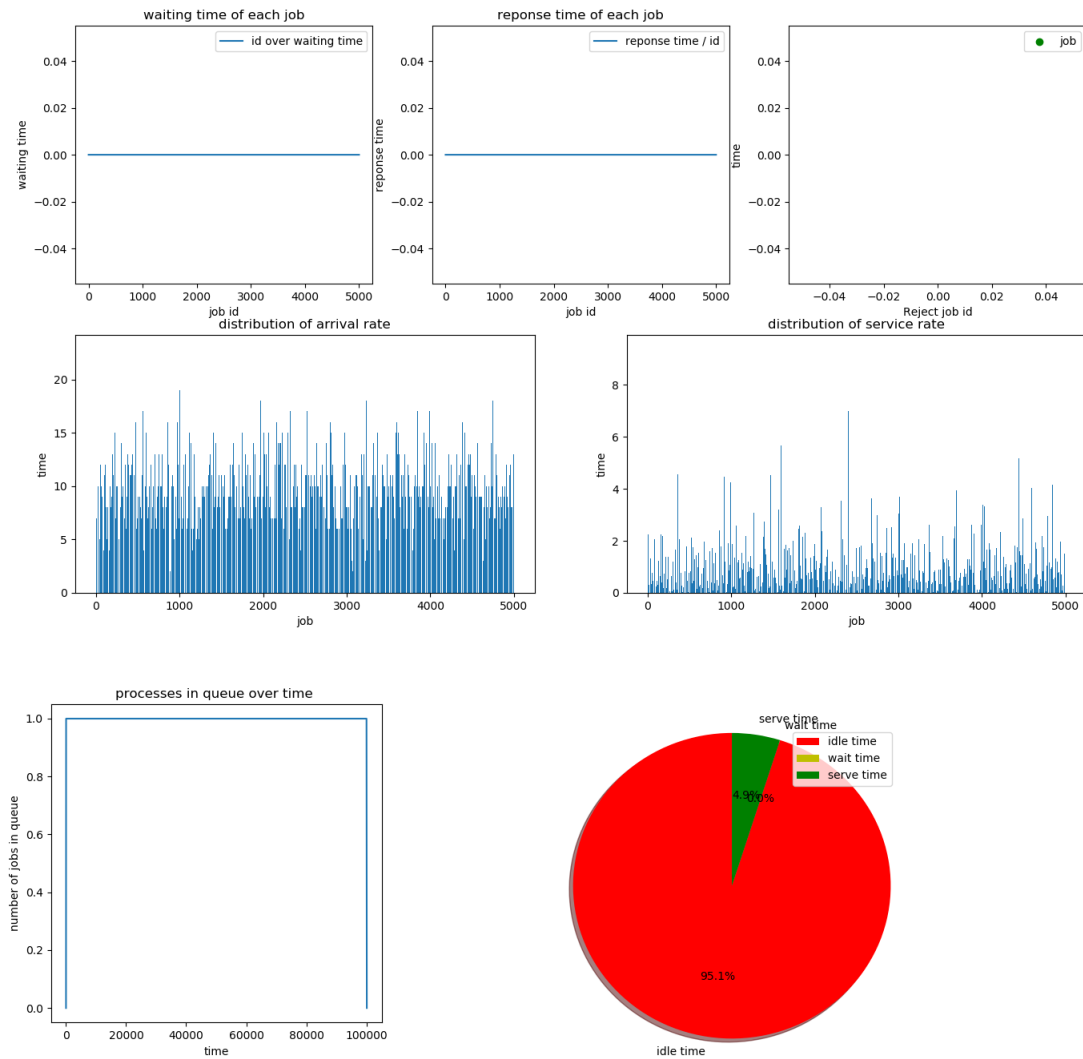 waiting time of each job
id over waiting time
0.04
0.02
0.00
−0.02
−0.04
waiting time
0 1000 2000 3000 4000 5000
job id
reponse time of each job
reponse time / id
0.04
0.02
0.00
−0.02
−0.04
reponse time
0 1000 2000 3000 4000 5000
job id
job
0.04
0.02
0.00
−0.02
−0.04
time
−0.04 −0.02 0.00 0.02 0.04
Reject job id
distribution of arrival rate
20
15
10
5
0
time
0 1000 2000 3000 4000 5000
job
distribution of service rate
8
6
4
2
0
time
0 1000 2000 3000 4000 5000
job
processes in queue over time
1.0
0.8
0.6
0.4
0.2
0.0
number of jobs in queue
0 20000 40000 60000 80000 100000
time
serve time
wait time
idle time
wait time
serve time
4.9%
0.0%
95.1%
idle time